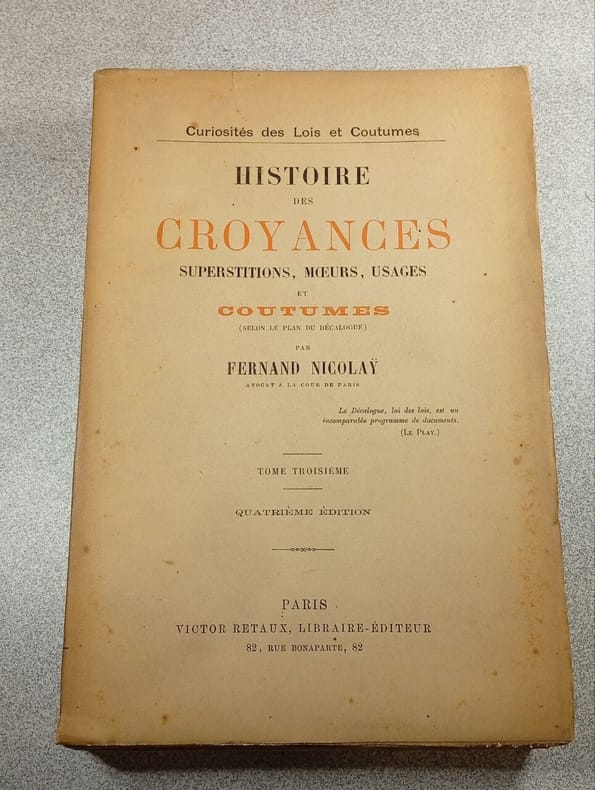 Curiosités des Lois et Coutumes
HISTOIRE
DES
CROYANCES
SUPERSTITIONS, MŒURS, USAGES
ET
COUTUMES
(SELON LE PLAN DU DÉCALOGUE)
PAR
FERNAND NICOLAŸ
AVOCAT A LA COUR DE PARIS
Le Décalogue, loi des lois, est un
incomparable programme de documents.
(LE PLAY.)
TOME TROISIÈME
QUATRIÈME ÉDITION
PARIS
VICTOR RETAUX, LIBRAIRE-ÉDITEUR
82, RUE BONAPARTE, 82